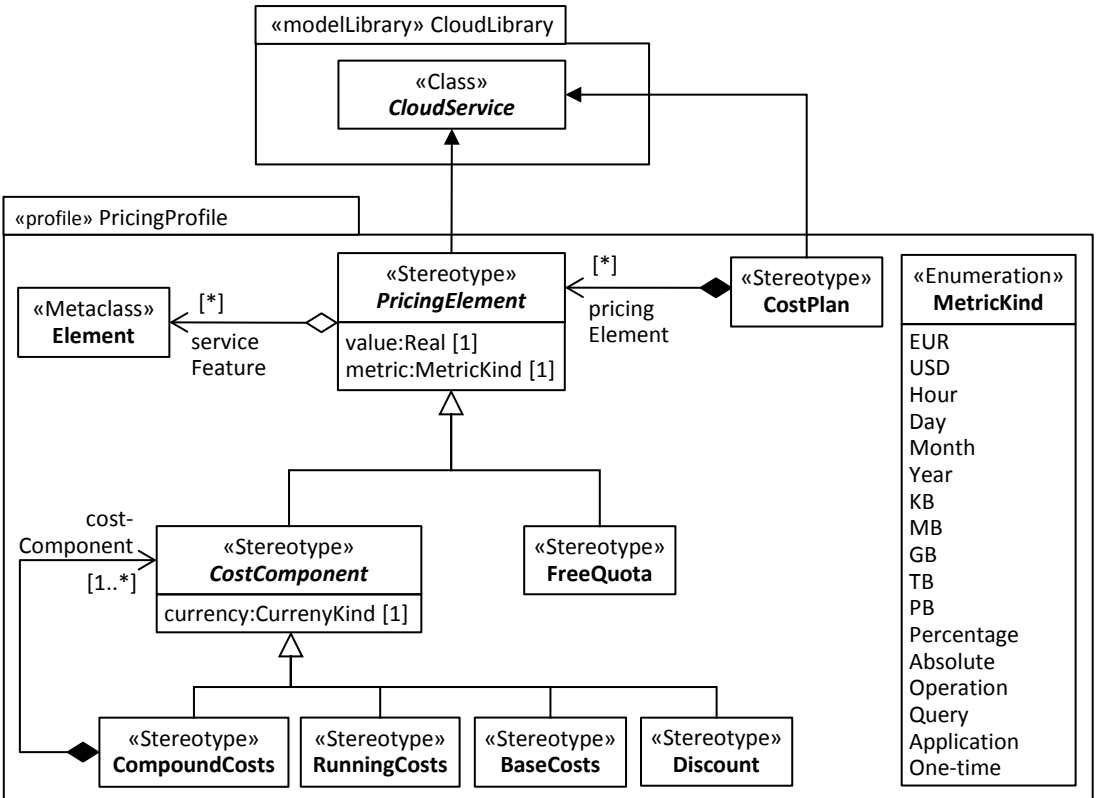 «modelLibrary» CloudLibrary
«Class»
CloudService
«profile» PricingProfile
«Metaclass»
Element
[*]
service
Feature
«Stereotype»
PricingElement
value:Real [1]
metric:MetricKind [1]
[*]
pricing
Element
«Stereotype»
CostPlan
«Enumeration»
MetricKind
EUR
USD
Hour
Day
Month
Year
KB
MB
GB
TB
PB
Percentage
Absolute
Operation
Query
Application
One-time
cost-
Component
[1..*]
«Stereotype»
CostComponent
currency:CurrenyKind [1]
«Stereotype»
FreeQuota
«Stereotype»
CompoundCosts
«Stereotype»
RunningCosts
«Stereotype»
BaseCosts
«Stereotype»
Discount